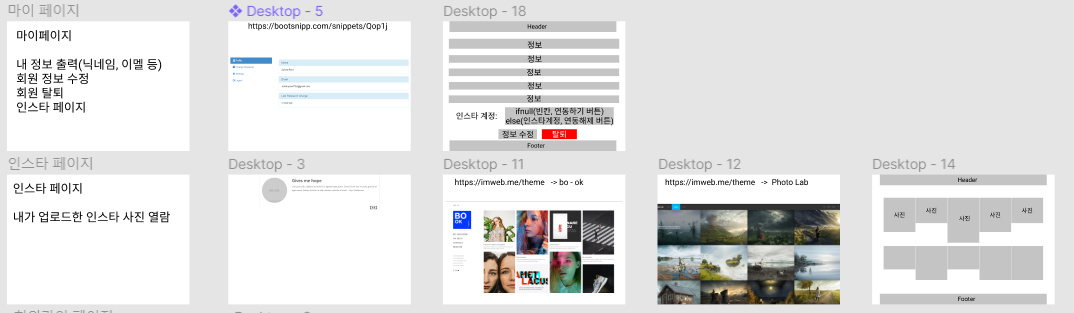 마이 페이지
마이페이지
내 정보 출력(닉네임, 이멜 등)
회원 정보 수정
회원 탈퇴
인스타 페이지
Desktop - 5
https://bootsnipp.com/snippets/Qop1j
Desktop - 18
Header
정보
정보
정보
정보
정보
인스타 계정:
ifnull(빈칸, 연동하기 버튼)
else(인스타계정, 연동해제 버튼)
정보 수정
탈퇴
Footer
인스타 페이지
인스타 페이지
내가 업로드한 인스타 사진 열람
Desktop - 3
Desktop - 11
https://imweb.me/theme -> bo - ok
BO
OK
Desktop - 12
https://imweb.me/theme -> Photo Lab
Desktop - 14
Header
사진
사진
사진
사진
사진
Footer